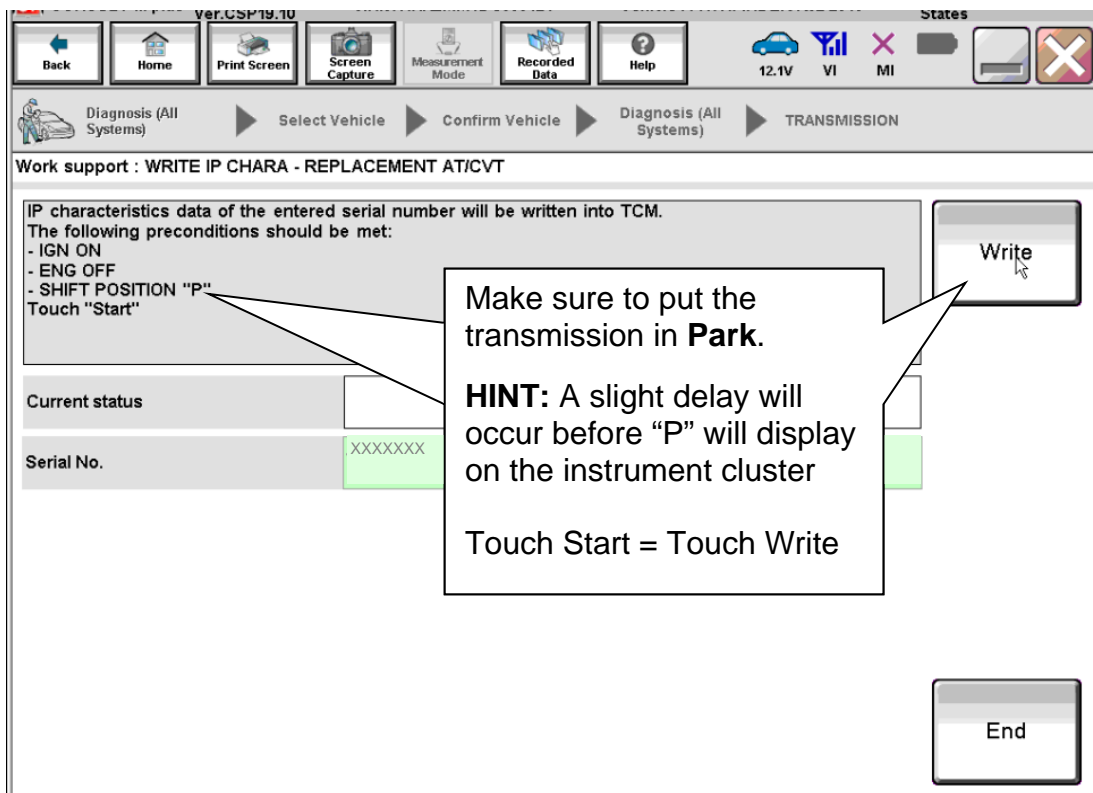 Ver.CSP19.10
States
Back
Home
Print Screen
Screen
Capture
Measurement
Mode
Recorded
Data
Help
12.1V
VI
MI
Diagnosis (All
Systems)
Select Vehicle
Confirm Vehicle
Diagnosis (All
Systems)
TRANSMISSION
Work support : WRITE IP CHARA - REPLACEMENT AT/CVT
IP characteristics data of the entered serial number will be written into TCM.
The following preconditions should be met:
- IGN ON
- ENG OFF
- SHIFT POSITION "P"
Touch "Start"
Write
Make sure to put the
transmission in Park.
HINT: A slight delay will
occur before “P” will display
on the instrument cluster
Touch Start = Touch Write
Current status
Serial No.
XXXXXXX
End